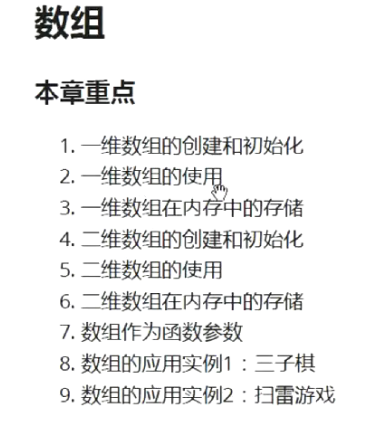 数组
本章重点
1. 一维数组的创建和初始化
2. 一维数组的使用
3. 一维数组在内存中的存储
4. 二维数组的创建和初始化
5. 二维数组的使用
6. 二维数组在内存中的存储
7. 数组作为函数参数
8. 数组的应用实例1：三子棋
9. 数组的应用实例2：扫雷游戏